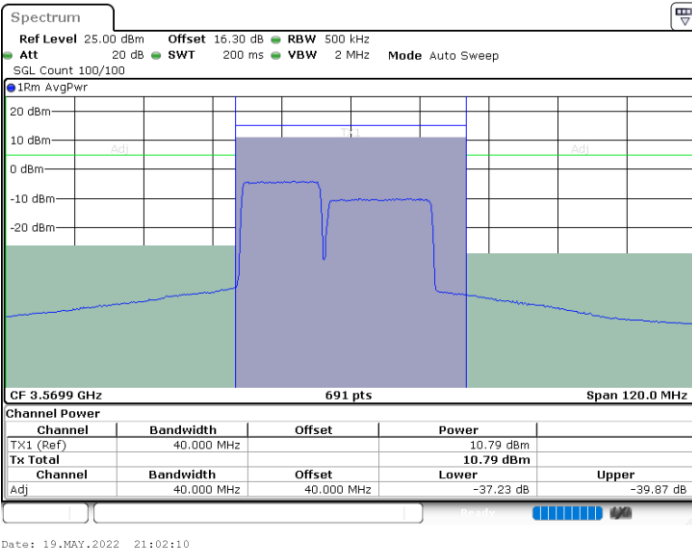 Spectrum
Ref Level 25.00 dBm Offset 16.30 dB RBW 500 kHz
Att 20 dB SWT 200 ms VBW 2 MHz Mode Auto Sweep
SGL Count 100/100
1Rm AvgPwr
20 dBm
TX1
10 dBm
Adj Adj
0 dBm
-10 dBm
-20 dBm
CF 3.5699 GHz 691 pts Span 120.0 MHz
Channel Power
Channel Bandwidth Offset Power
TX1 (Ref) 40.000 MHz 10.79 dBm
Tx Total 10.79 dBm
Channel Bandwidth Offset Lower Upper
Adj 40.000 MHz 40.000 MHz -37.23 dB -39.87 dB
Ready
Date: 19.MAY.2022 21:02:10